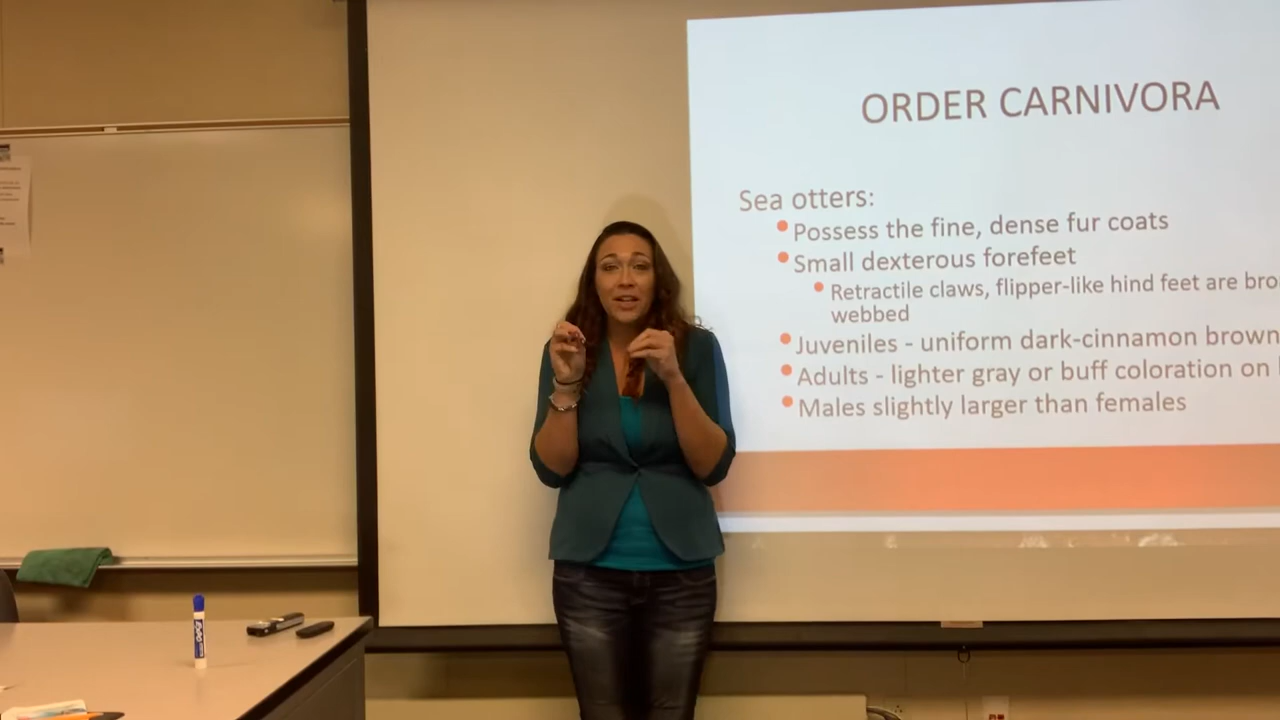 ORDER CARNIVORA
Sea otters:
Possess the fine, dense fur coats
Small dexterous forefeet
Retractile claws, flipper-like hind feet are bro
webbed
Juveniles - uniform dark-cinnamon brown
Adults - lighter gray or buff coloration on
Males slightly larger than females
EXPO